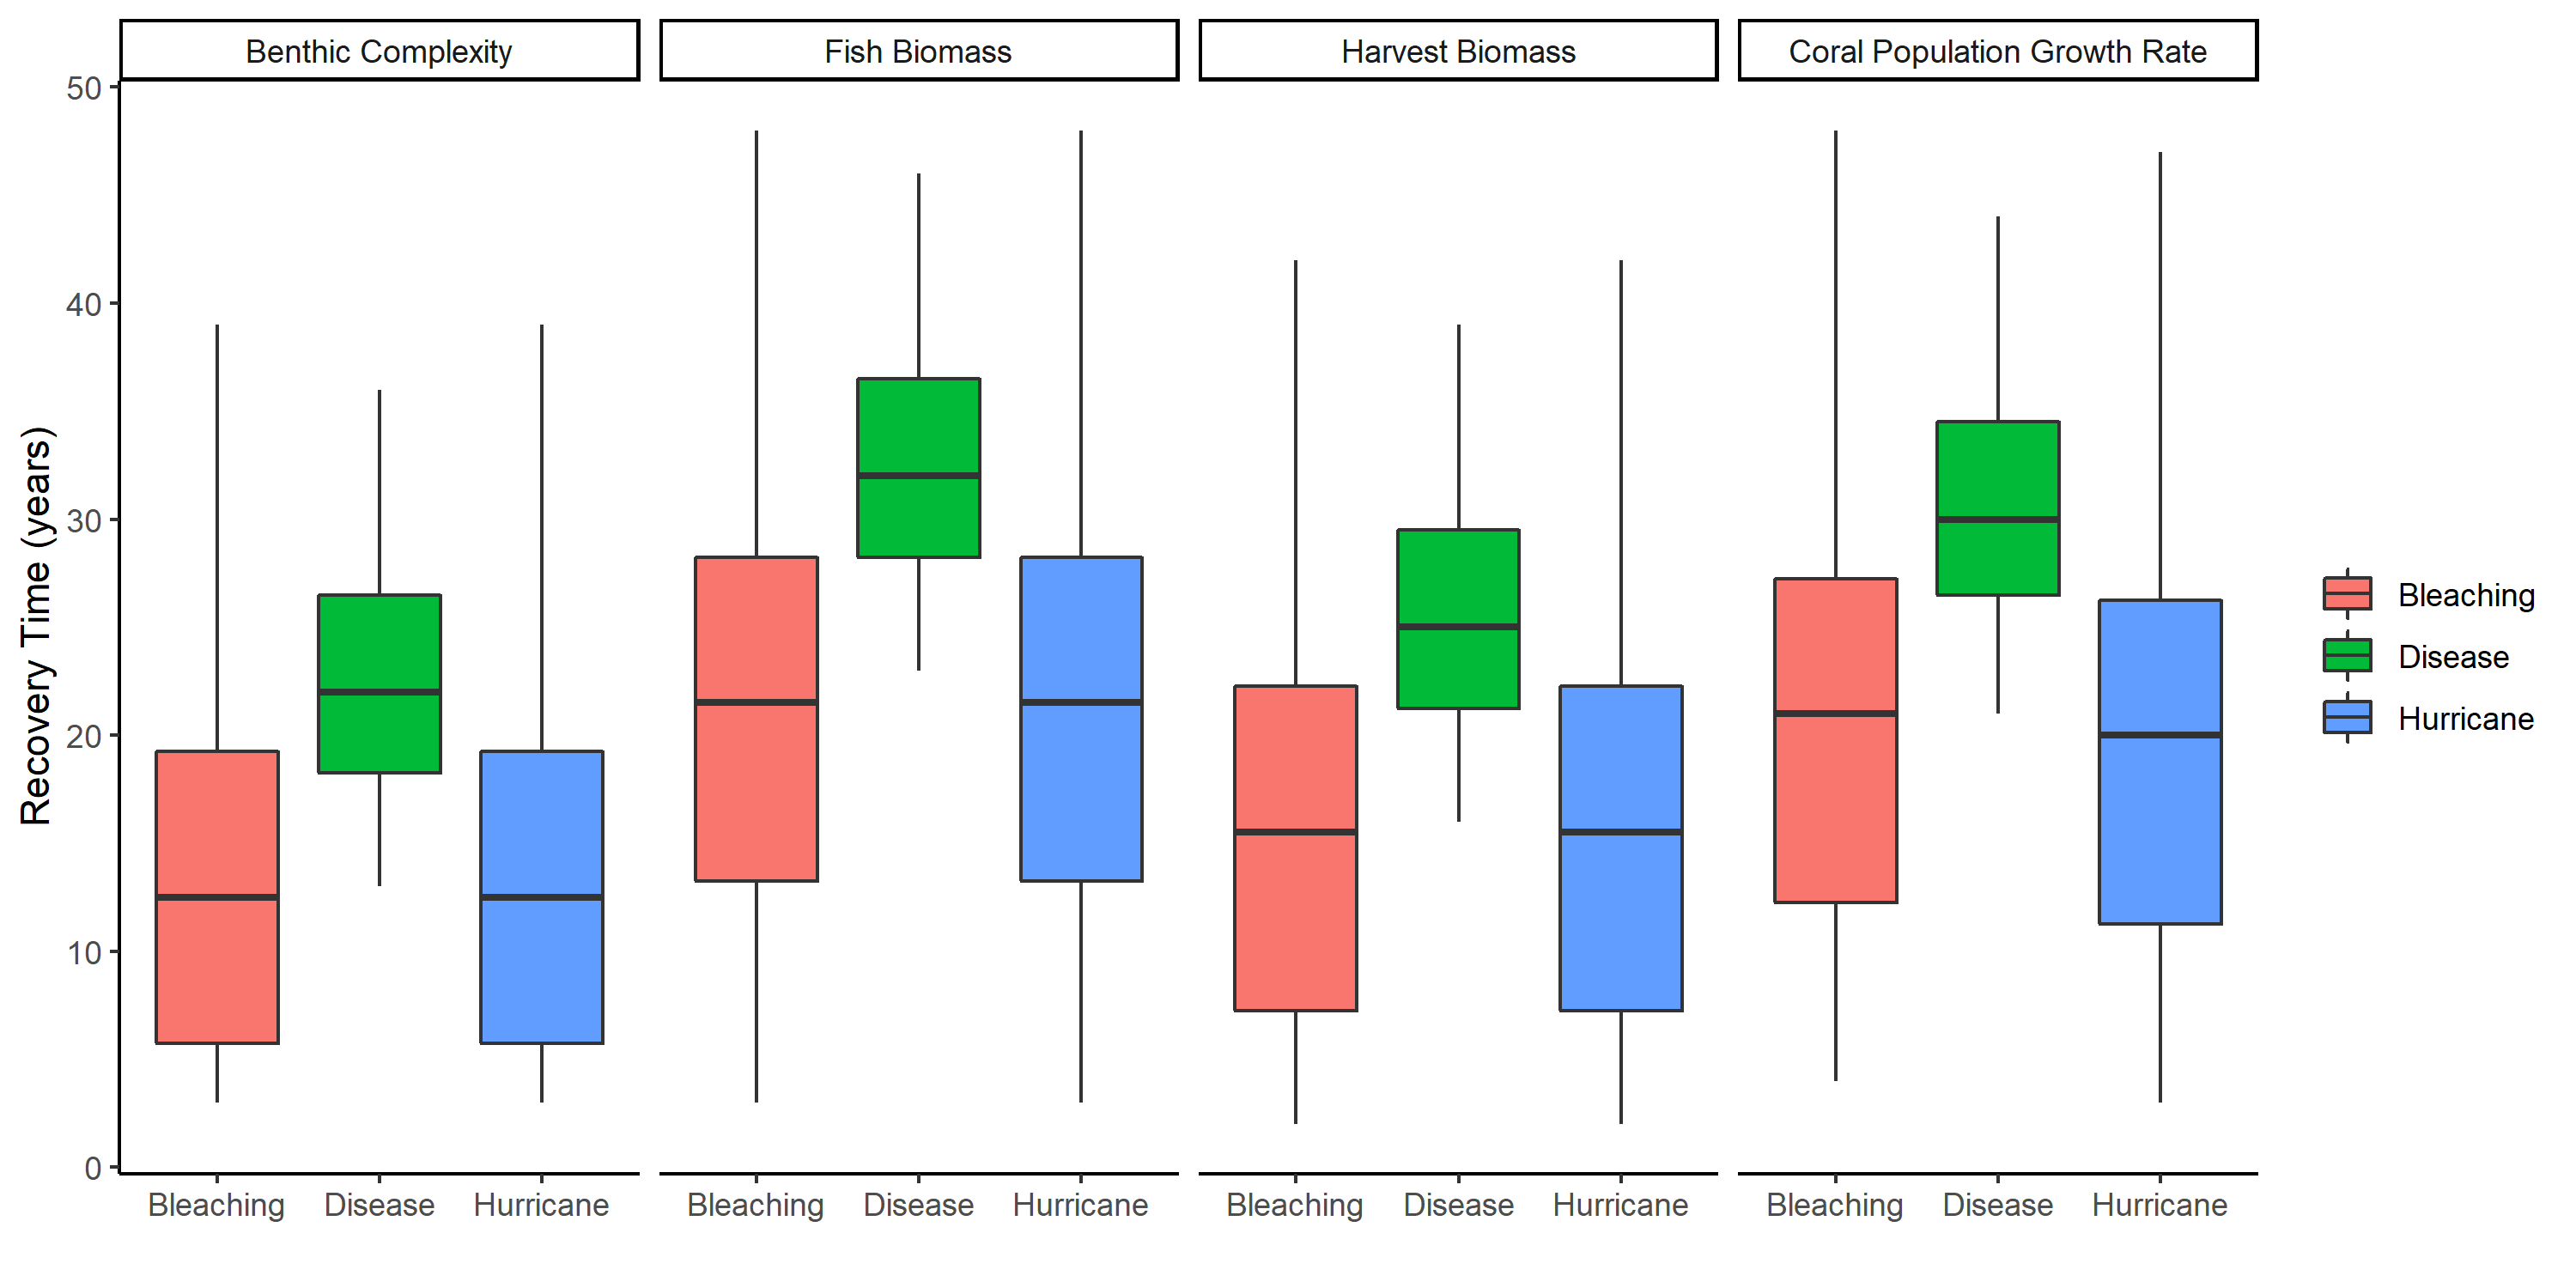 Benthic Complexity
Fish Biomass
Harvest Biomass
Coral Population Growth Rate
Recovery Time (years)
50
40
30
20
10
0
Bleaching Disease Hurricane
Bleaching Disease Hurricane
Bleaching Disease Hurricane
Bleaching Disease Hurricane
Bleaching
Disease
Hurricane